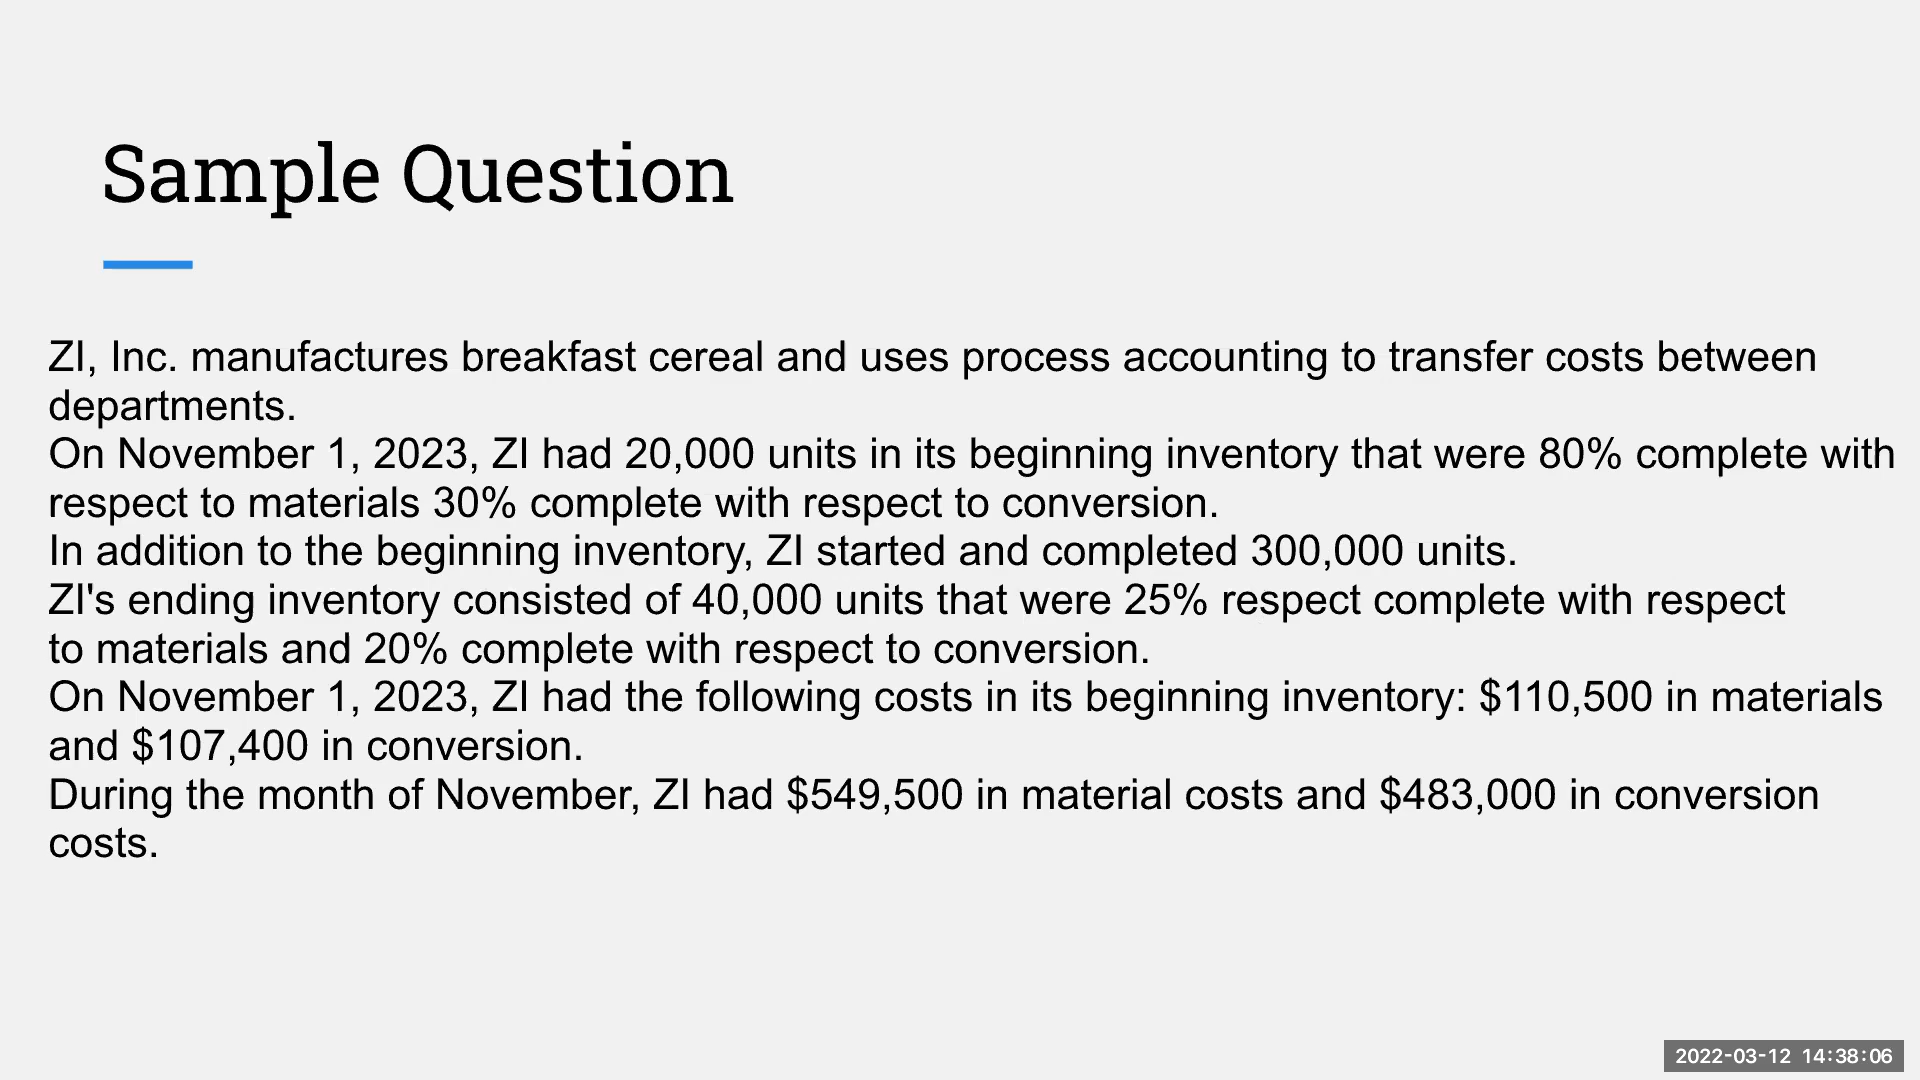 Sample Question
ZI, Inc. manufactures breakfast cereal and uses process accounting to transfer costs between
departments.
On November 1, 2023, ZI had 20,000 units in its beginning inventory that were 80% complete with
respect to materials 30% complete with respect to conversion.
In addition to the beginning inventory, ZI started and completed 300,000 units.
ZI's ending inventory consisted of 40,000 units that were 25% respect complete with respect
to materials and 20% complete with respect to conversion.
On November 1, 2023, ZI had the following costs in its beginning inventory: $110,500 in materials
and $107,400 in conversion.
During the month of November, ZI had $549,500 in material costs and $483,000 in conversion
costs.
2022-03-12 14:38:06